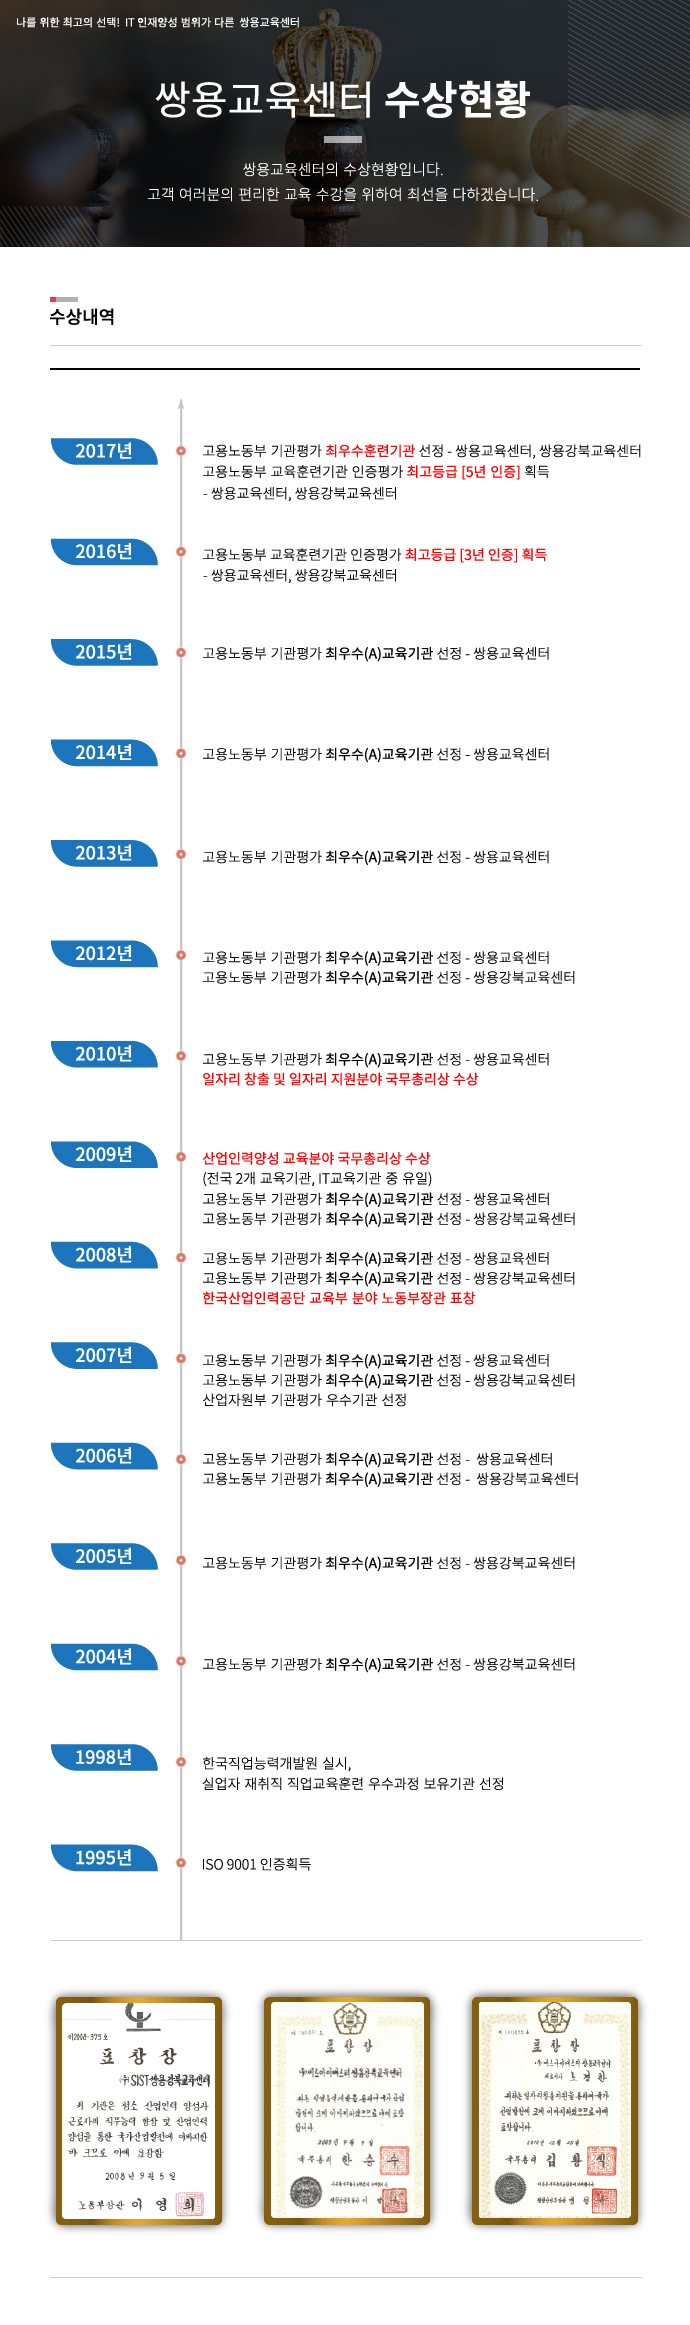 나를 위한 최고의 선택! IT 인재양성 범위가 다른 쌍용교육센터
쌍용교육센터 수상현황
쌍용교육센터의 수상현황입니다.
고객 여러분의 편리한 교육 수강을 위하여 최선을 다하겠습니다.
수상내역
2017년
고용노동부 기관평가 최우수훈련기관 선정 - 쌍용교육센터, 쌍용강북교육센터
고용노동부 교육훈련기관 인증평가 최고등급 [5년 인증] 획득
- 쌍용교육센터, 쌍용강북교육센터
2016년
고용노동부 교육훈련기관 인증평가 최고등급 [3년 인증] 획득
- 쌍용교육센터, 쌍용강북교육센터
2015년
고용노동부 기관평가 최우수(A)교육기관 선정 - 쌍용교육센터
2014년
고용노동부 기관평가 최우수(A)교육기관 선정 - 쌍용교육센터
2013년
고용노동부 기관평가 최우수(A)교육기관 선정 - 쌍용교육센터
2012년
고용노동부 기관평가 최우수(A)교육기관 선정 - 쌍용교육센터
고용노동부 기관평가 최우수(A)교육기관 선정 - 쌍용강북교육센터
2010년
고용노동부 기관평가 최우수(A)교육기관 선정 - 쌍용교육센터
일자리 창출 및 일자리 지원분야 국무총리상 수상
2009년
산업인력양성 교육분야 국무총리상 수상
(전국 2개 교육기관, IT교육기관 중 유일)
고용노동부 기관평가 최우수(A)교육기관 선정 - 쌍용교육센터
고용노동부 기관평가 최우수(A)교육기관 선정 - 쌍용강북교육센터
2008년
고용노동부 기관평가 최우수(A)교육기관 선정 - 쌍용교육센터
고용노동부 기관평가 최우수(A)교육기관 선정 - 쌍용강북교육센터
한국산업인력공단 교육부 분야 노동부장관 표창
2007년
고용노동부 기관평가 최우수(A)교육기관 선정 - 쌍용교육센터
고용노동부 기관평가 최우수(A)교육기관 선정 - 쌍용강북교육센터
산업자원부 기관평가 우수기관 선정
2006년
고용노동부 기관평가 최우수(A)교육기관 선정 - 쌍용교육센터
고용노동부 기관평가 최우수(A)교육기관 선정 - 쌍용강북교육센터
2005년
고용노동부 기관평가 최우수(A)교육기관 선정 - 쌍용강북교육센터
2004년
고용노동부 기관평가 최우수(A)교육기관 선정 - 쌍용강북교육센터
1998년
한국직업능력개발원 실시,
실업자 재취직 직업교육훈련 우수과정 보유기관 선정
1995년
ISO 9001 인증획득
제2008-375호
표 창 장
(주)SIST쌍용강북교육센터
귀 기관은 평소 산업인력 양성과
근로자의 직무능력 향상 및 산업인력
양성을 통한 국가산업발전에 이바지한
바 크므로 이에 표창함
2008년 9월 5일
노동부장관 이 영 희
표 창 장
국무총리 한 승 수
표 창 장
국무총리 김 황 식